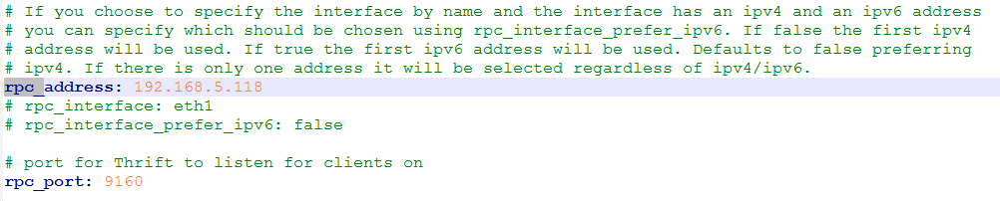 # If you choose to specify the interface by name and the interface has an ipv4 and an ipv6 address
# you can specify which should be chosen using rpc_interface_prefer_ipv6. If false the first ipv4
# address will be used. If true the first ipv6 address will be used. Defaults to false preferring
# ipv4. If there is only one address it will be selected regardless of ipv4/ipv6.
rpc_address: 192.168.5.118
# rpc_interface: eth1
# rpc_interface_prefer_ipv6: false
# port for Thrift to listen for clients on
rpc_port: 9160